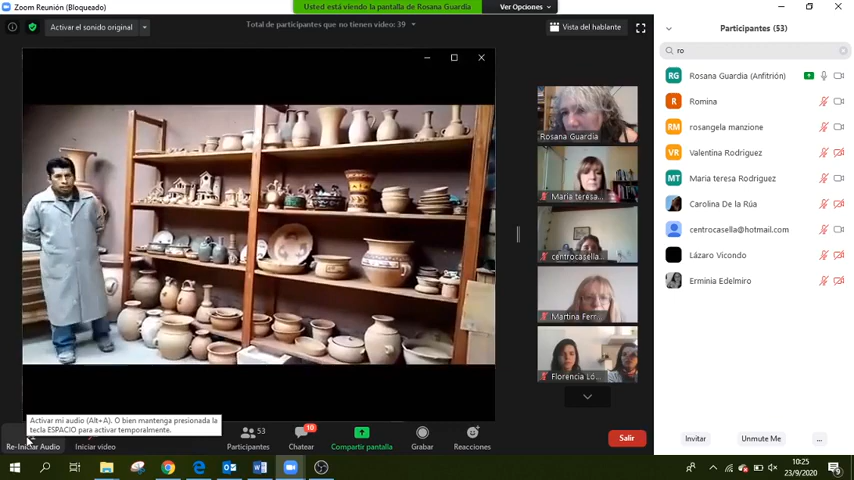 Zoom Reunión (Bloqueado)
Usted está viendo la pantalla de Rosana Guardia
Ver Opciones
Activar el sonido original
Total de participantes que no tienen video: 39
Vista del hablante
Participantes (53)
ro
RG Rosana Guardia (Anfitrión)
R Romina
RM rosangela manzione
VR Valentina Rodriguez
MT Maria teresa Rodriguez
Carolina De la Rúa
centrocasella@hotmail.com
Lázaro Vicondo
Erminia Edelmiro
Rosana Guardia
Maria teresa...
centrocasella...
Martina Ferr...
Florencia Ló...
Activar mi audio (Alt+A). O bien mantenga presionada la
tecla ESPACIO para activar temporalmente.
Re-Iniciar Audio
Iniciar video
53
Participantes
10
Chatear
Compartir pantalla
Grabar
Reacciones
Salir
Invitar
Unmute Me
...
10:25
23/9/2020